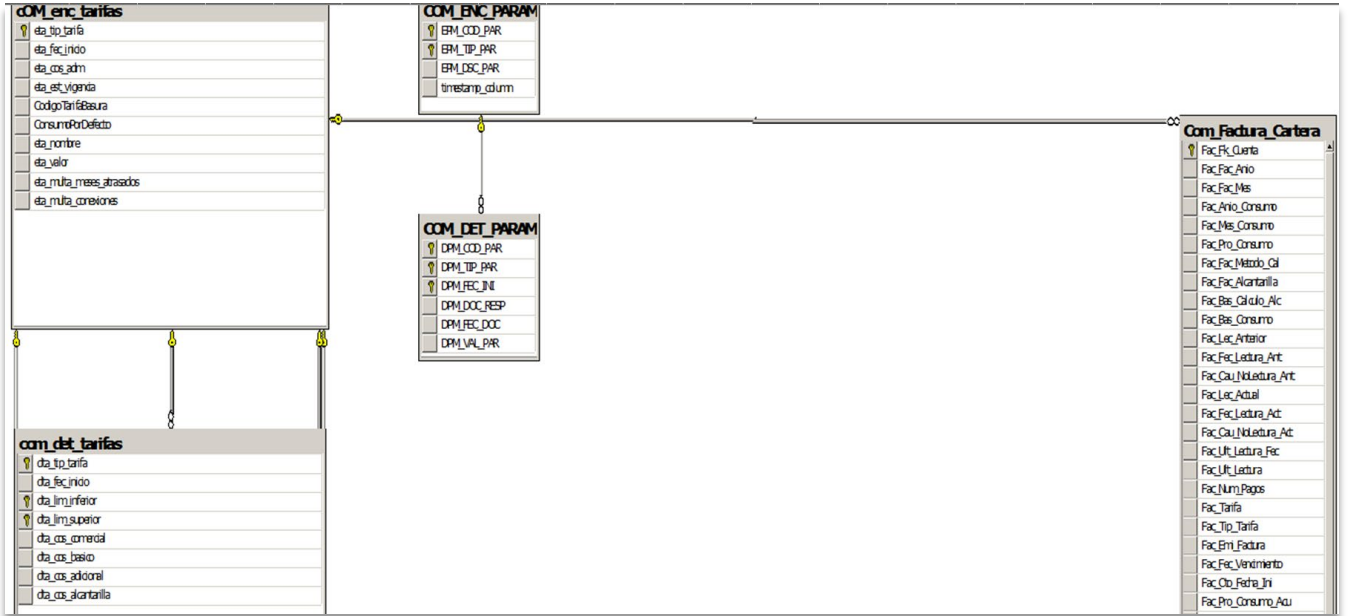 cOM_enc_tarifas
eta_tip_tarifa
eta_fec_inicio
eta_cos_adm
eta_est_vigencia
CodigoTarifaBasura
ConsumoPorDefecto
eta_nombre
eta_valor
eta_multa_meses_atrasados
eta_multa_conexiones
COM_ENC_PARAM
EPM_COD_PAR
EPM_TIP_PAR
EPM_DSC_PAR
timestamp_column
COM_DET_PARAM
DPM_COD_PAR
DPM_TIP_PAR
DPM_FEC_INI
DPM_DOC_RESP
DPM_FEC_DOC
DPM_VAL_PAR
com_det_tarifas
dta_tip_tarifa
dta_fec_inicio
dta_lim_inferior
dta_lim_superior
dta_cos_comercial
dta_cos_basico
dta_cos_adicional
dta_cos_alcantarilla
Com_Factura_Cartera
Fac_Fk_Cuenta
Fac_Fac_Anio
Fac_Fac_Mes
Fac_Anio_Consumo
Fac_Mes_Consumo
Fac_Pro_Consumo
Fac_Fac_Metodo_Cal
Fac_Fac_Alcantarilla
Fac_Bas_Calculo_Alc
Fac_Bas_Consumo
Fac_Lec_Anterior
Fac_Fec_Lectura_Ant
Fac_Cau_NoLectura_Ant
Fac_Lec_Actual
Fac_Fec_Lectura_Act
Fac_Cau_NoLectura_Act
Fac_Ult_Lectura_Fec
Fac_Ult_Lectura
Fac_Num_Pagos
Fac_Tarifa
Fac_Tip_Tarifa
Fac_Emi_Factura
Fac_Fec_Vencimiento
Fac_Cto_Fecha_Ini
Fac_Pro_Consumo_Acu